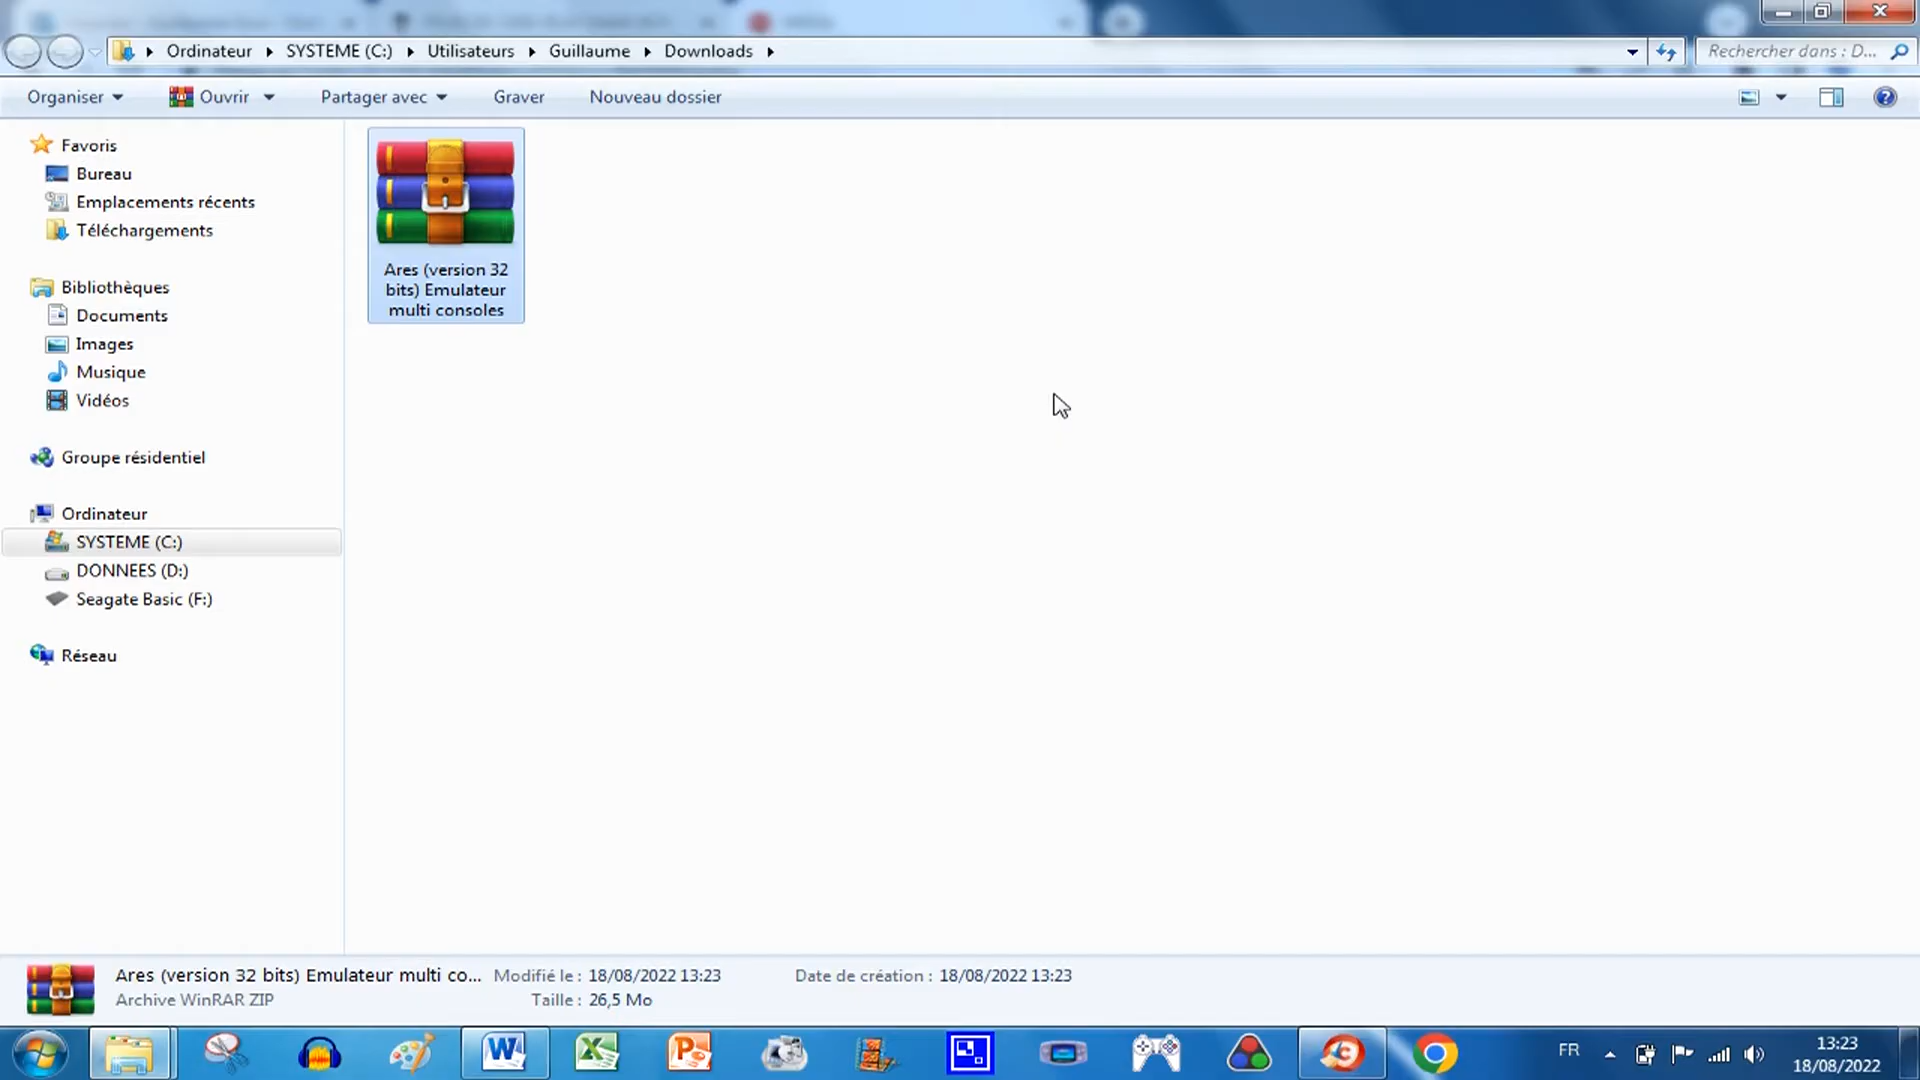 Ordinateur SYSTEME (C:) Utilisateurs Guillaume Downloads
Rechercher dans : D...
Organiser Ouvrir Partager avec Graver Nouveau dossier
Favoris
Bureau
Emplacements récents
Téléchargements
Bibliothèques
Documents
Images
Musique
Vidéos
Groupe résidentiel
Ordinateur
SYSTEME (C:)
DONNEES (D:)
Seagate Basic (F:)
Réseau
Ares (version 32
bits) Emulateur
multi consoles
Ares (version 32 bits) Emulateur multi co... Modifié le : 18/08/2022 13:23 Date de création : 18/08/2022 13:23
Archive WinRAR ZIP Taille : 26,5 Mo
FR
13:23
18/08/2022